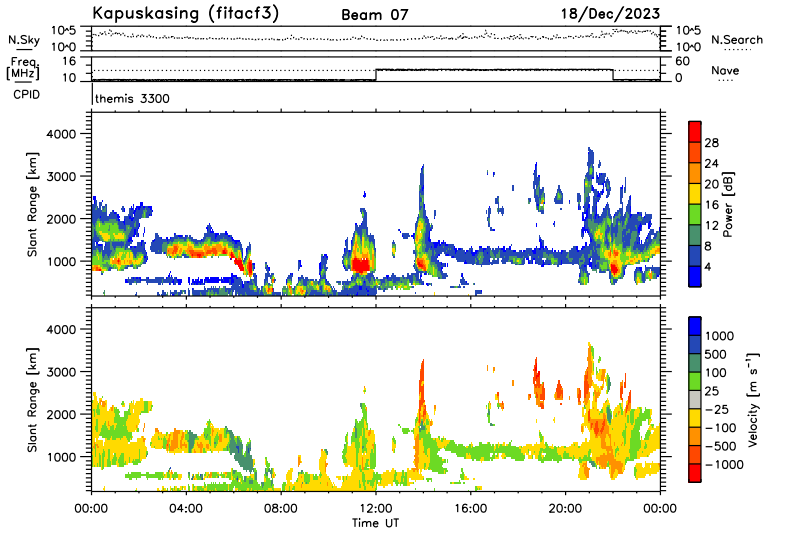 Kapuskasing (fitacf3) Beam 07 18/Dec/2023
N.Sky 10^5 10^0 10^5 10^0 N.Search
Freq. [MHz] 16 10 60 0 Nave
CPID themis 3300
Slant Range [km] 4000 3000 2000 1000
Power [dB] 28 24 20 16 12 8 4
Slant Range [km] 4000 3000 2000 1000
Velocity [m s⁻¹] 1000 500 100 25 −25 −100 −500 −1000
00:00 04:00 08:00 12:00 16:00 20:00 00:00
Time UT